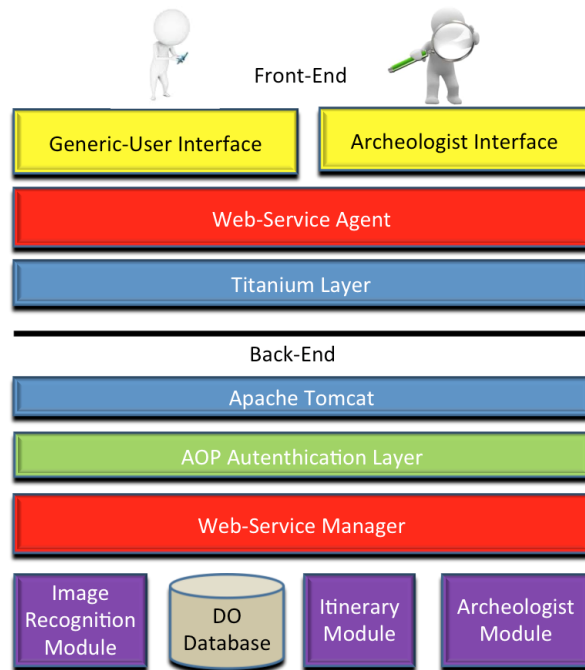 Front-End
Generic-User Interface
Archeologist Interface
Web-Service Agent
Titanium Layer
Back-End
Apache Tomcat
AOP Autenthication Layer
Web-Service Manager
Image
Recognition
Module
DO
Database
Itinerary
Module
Archeologist
Module